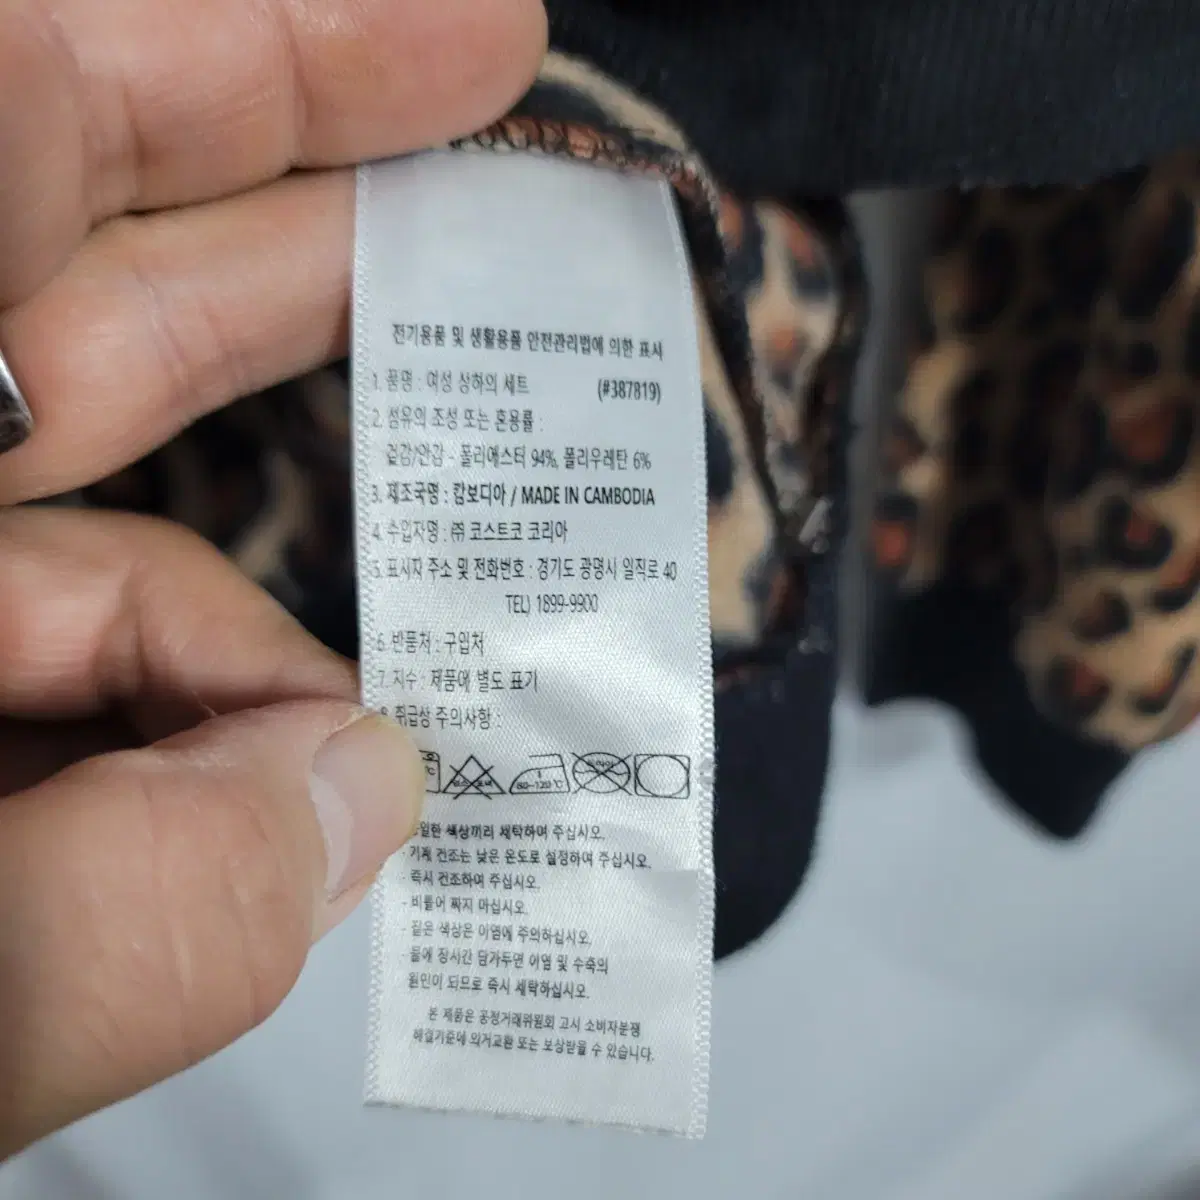 전기용품 및 생활용품 안전관리법에 의한 표시
1. 품명 : 여성 상하의 세트 (#387819)
2. 섬유의 조성 또는 혼용률 :
겉감/안감 - 폴리에스터 94%, 폴리우레탄 6%
3. 제조국명 : 캄보디아 / MADE IN CAMBODIA
4. 수입자명 : ㈜ 코스트코 코리아
5. 표시자 주소 및 전화번호 : 경기도 광명시 일직로 40
TEL) 1899-9900
6. 반품처 : 구입처
7. 치수 : 제품에 별도 표기
8. 취급상 주의사항 :
80~120℃
색상끼리 세탁하여 주십시오.
- 기계 건조는 낮은 온도로 설정하여 주십시오.
- 즉시 건조하여 주십시오.
- 비틀어 짜지 마십시오.
- 짙은 색상은 이염에 주의하십시오.
- 물에 장시간 담가두면 이염 및 수축의
원인이 되므로 즉시 세탁하십시오.
본 제품은 공정거래위원회 고시 소비자분쟁
해결기준에 의거교환 또는 보상받을 수 있습니다.